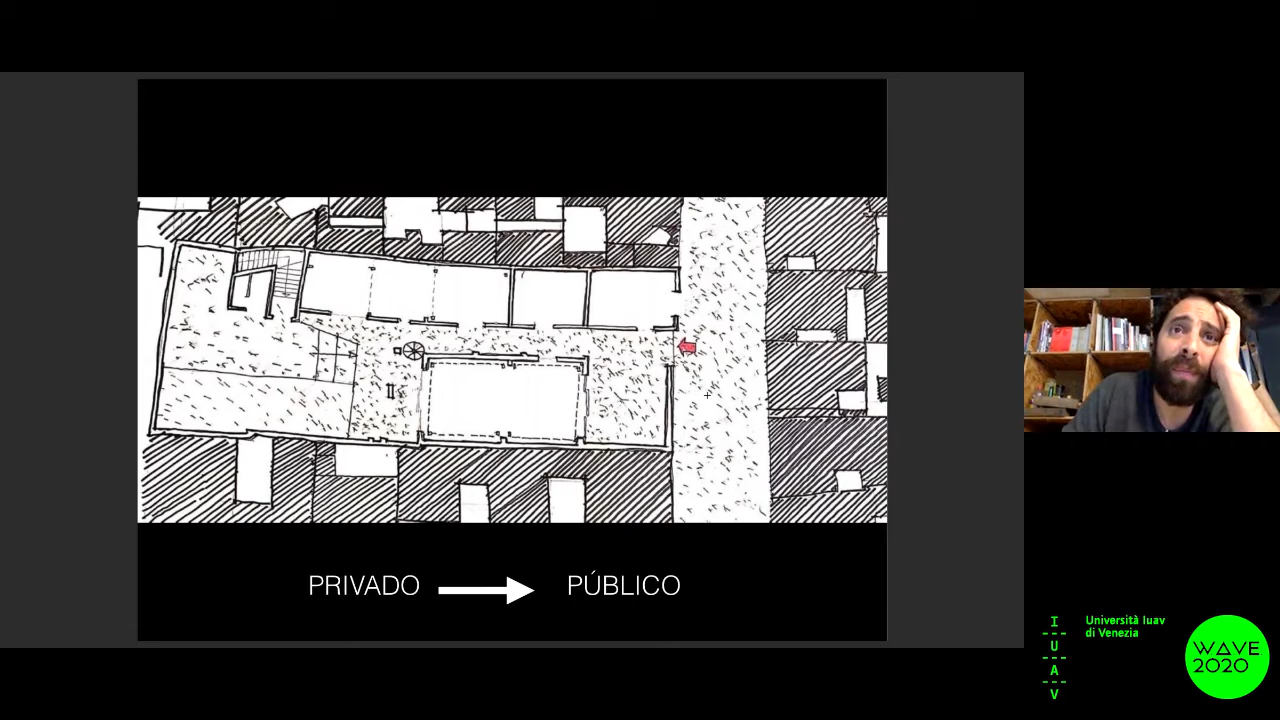 PRIVADO
PÚBLICO
I
U
A
V
Università Iuav
di Venezia
WAVE
2020